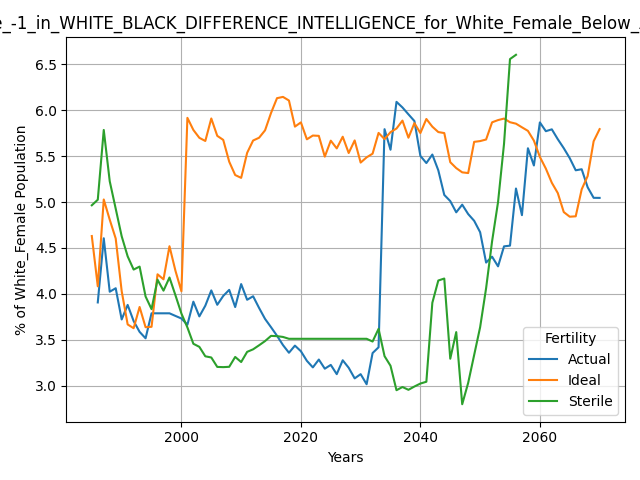 _-1_in_WHITE_BLACK_DIFFERENCE_INTELLIGENCE_for_White_Female_Below_
% of White_Female Population
6.5
6.0
5.5
5.0
4.5
4.0
3.5
3.0
2000
2020
2040
2060
Years
Fertility
Actual
Ideal
Sterile